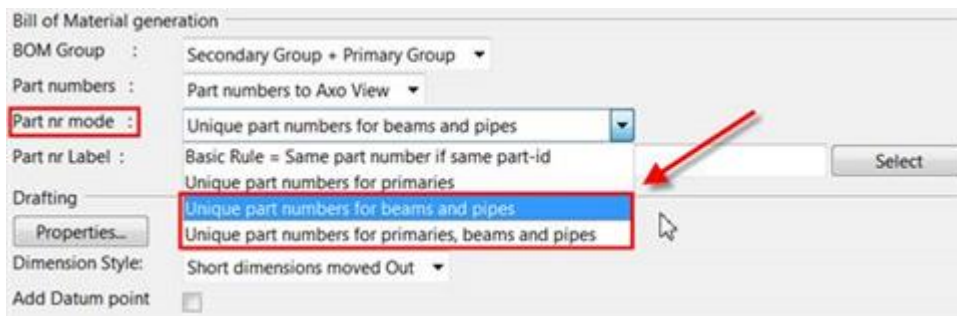 Bill of Material generation
BOM Group : Secondary Group + Primary Group
Part numbers : Part numbers to Axo View
Part nr mode : Unique part numbers for beams and pipes
Part nr Label : Basic Rule = Same part number if same part-id Select
Unique part numbers for primaries
Drafting
Unique part numbers for beams and pipes
Properties... Unique part numbers for primaries, beams and pipes
Dimension Style: Short dimensions moved Out
Add Datum point